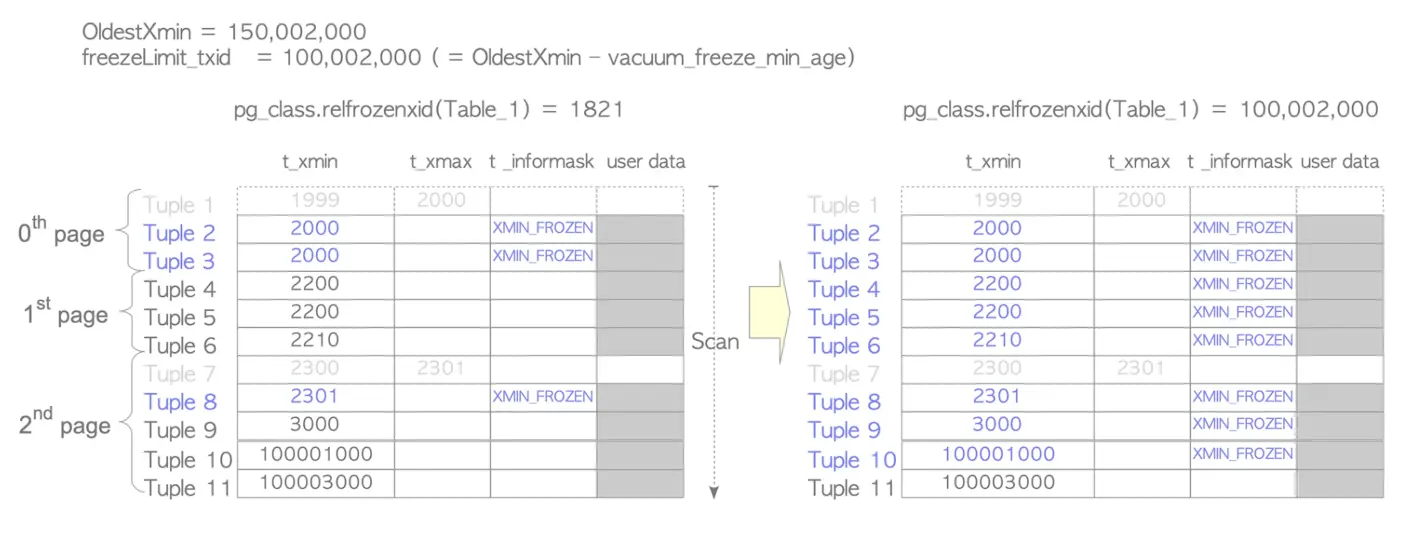 OldestXmin = 150,002,000
freezeLimit_txid = 100,002,000 ( = OldestXmin – vacuum_freeze_min_age)
pg_class.relfrozenxid(Table_1) = 1821
t_xmin t_xmax t _informask user data
0th page
Tuple 1 1999 2000
Tuple 2 2000 XMIN_FROZEN
Tuple 3 2000 XMIN_FROZEN
1st page
Tuple 4 2200
Tuple 5 2200
Tuple 6 2210
2nd page
Tuple 7 2300 2301
Tuple 8 2301 XMIN_FROZEN
Tuple 9 3000
Tuple 10 100001000
Tuple 11 100003000
Scan
pg_class.relfrozenxid(Table_1) = 100,002,000
t_xmin t_xmax t _informask user data
Tuple 1 1999 2000
Tuple 2 2000 XMIN_FROZEN
Tuple 3 2000 XMIN_FROZEN
Tuple 4 2200 XMIN_FROZEN
Tuple 5 2200 XMIN_FROZEN
Tuple 6 2210 XMIN_FROZEN
Tuple 7 2300 2301
Tuple 8 2301 XMIN_FROZEN
Tuple 9 3000 XMIN_FROZEN
Tuple 10 100001000 XMIN_FROZEN
Tuple 11 100003000